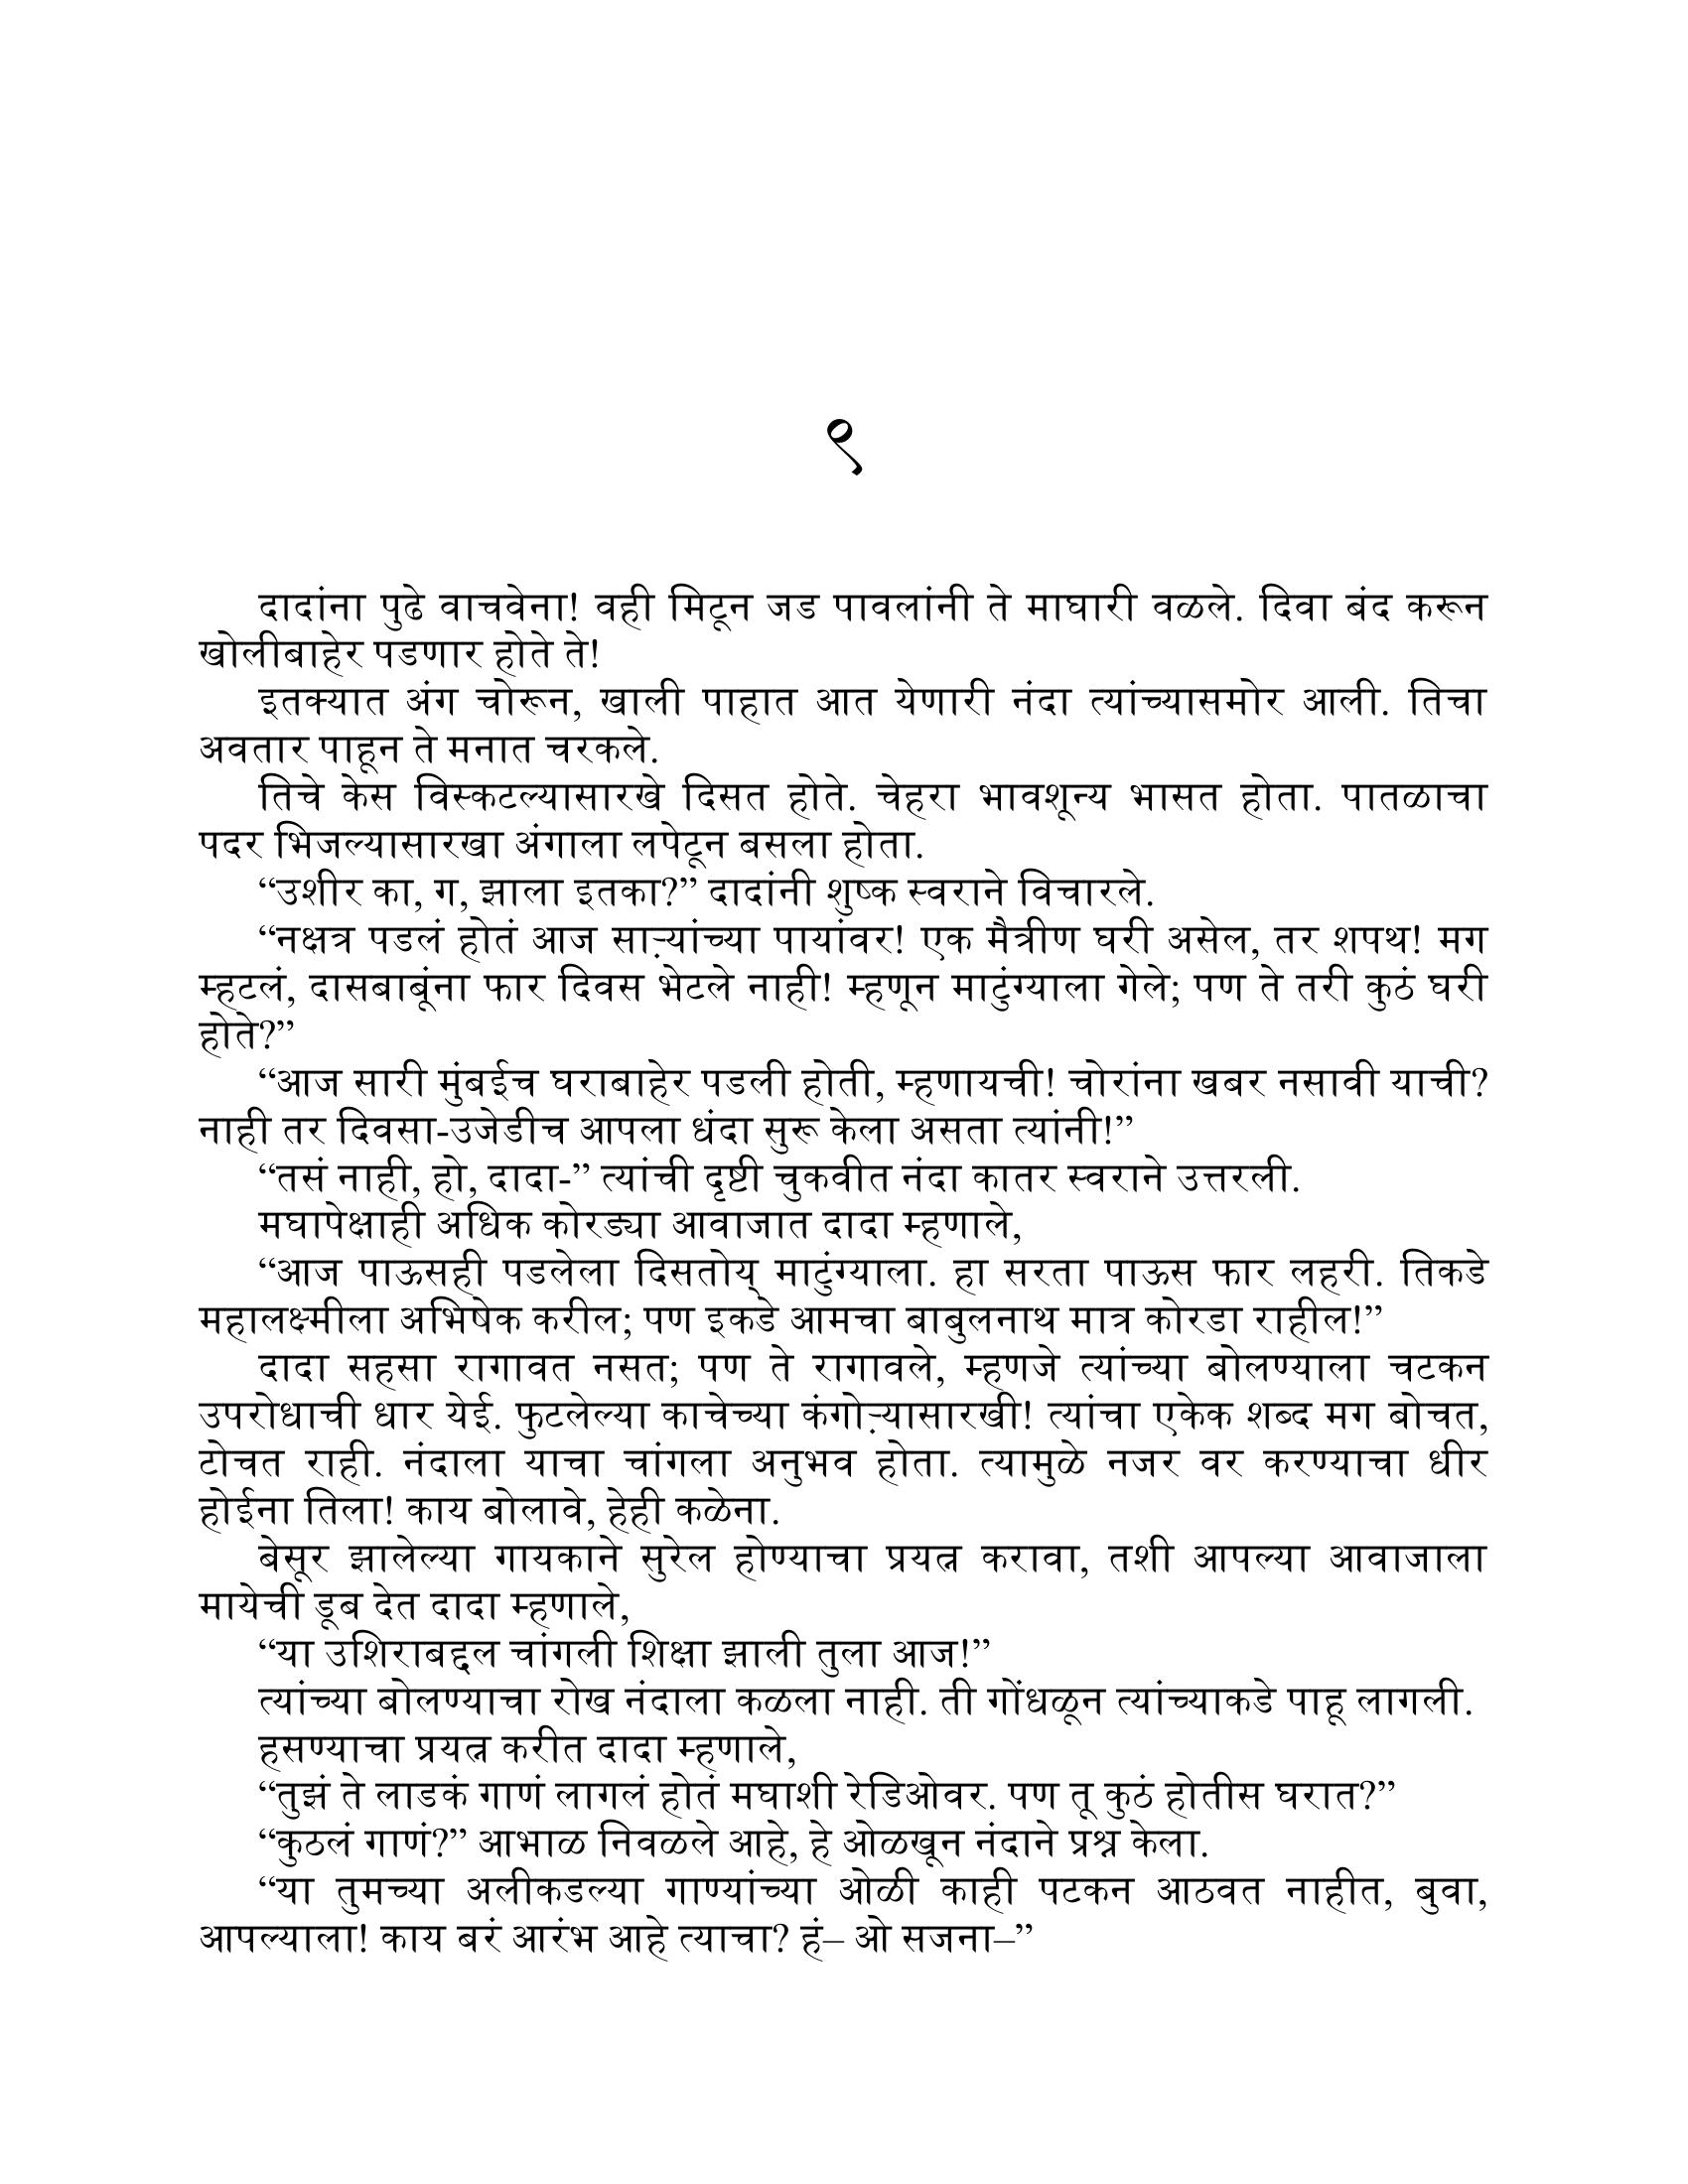 ९
दादांना पुढे वाचवेना! वही मिटून जड पावलांनी ते माघारी वळले. दिवा बंद करून
खोलीबाहेर पडणार होते ते!
इतक्यात अंग चोरून, खाली पाहात आत येणारी नंदा त्यांच्यासमोर आली. तिचा
अवतार पाहून ते मनात चरकले.
तिचे केस विस्कटल्यासारखे दिसत होते. चेहरा भावशून्य भासत होता. पातळाचा
पदर भिजल्यासारखा अंगाला लपेटून बसला होता.
“उशीर का, ग, झाला इतका?” दादांनी शुष्क स्वराने विचारले.
“नक्षत्र पडलं होतं आज साऱ्यांच्या पायांवर! एक मैत्रीण घरी असेल, तर शपथ! मग
म्हटलं, दासबाबूंना फार दिवस भेटले नाही! म्हणून माटुंग्याला गेले; पण ते तरी कुठं घरी
होते?”
“आज सारी मुंबईच घराबाहेर पडली होती, म्हणायची! चोरांना खबर नसावी याची?
नाही तर दिवसा-उजेडीच आपला धंदा सुरू केला असता त्यांनी!”
“तसं नाही, हो, दादा-” त्यांची दृष्टी चुकवीत नंदा कातर स्वराने उत्तरली.
मघापेक्षाही अधिक कोरड्या आवाजात दादा म्हणाले,
“आज पाऊसही पडलेला दिसतोय् माटुंग्याला. हा सरता पाऊस फार लहरी. तिकडे
महालक्ष्मीला अभिषेक करील; पण इकडे आमचा बाबुलनाथ मात्र कोरडा राहील!”
दादा सहसा रागावत नसत; पण ते रागावले, म्हणजे त्यांच्या बोलण्याला चटकन
उपरोधाची धार येई. फुटलेल्या काचेच्या कंगोऱ्यासारखी! त्यांचा एकेक शब्द मग बोचत,
टोचत राही. नंदाला याचा चांगला अनुभव होता. त्यामुळे नजर वर करण्याचा धीर
होईना तिला! काय बोलावे, हेही कळेना.
बेसूर झालेल्या गायकाने सुरेल होण्याचा प्रयत्न करावा, तशी आपल्या आवाजाला
मायेची डूब देत दादा म्हणाले,
“या उशिराबद्दल चांगली शिक्षा झाली तुला आज!”
त्यांच्या बोलण्याचा रोख नंदाला कळला नाही. ती गोंधळून त्यांच्याकडे पाहू लागली.
हसण्याचा प्रयत्न करीत दादा म्हणाले,
“तुझं ते लाडकं गाणं लागलं होतं मघाशी रेडिओवर. पण तू कुठं होतीस घरात?”
“कुठलं गाणं?” आभाळ निवळले आहे, हे ओळखून नंदाने प्रश्न केला.
“या तुमच्या अलीकडल्या गाण्यांच्या ओळी काही पटकन आठवत नाहीत, बुवा,
आपल्याला! काय बरं आरंभ आहे त्याचा? हं– ओ सजना–”